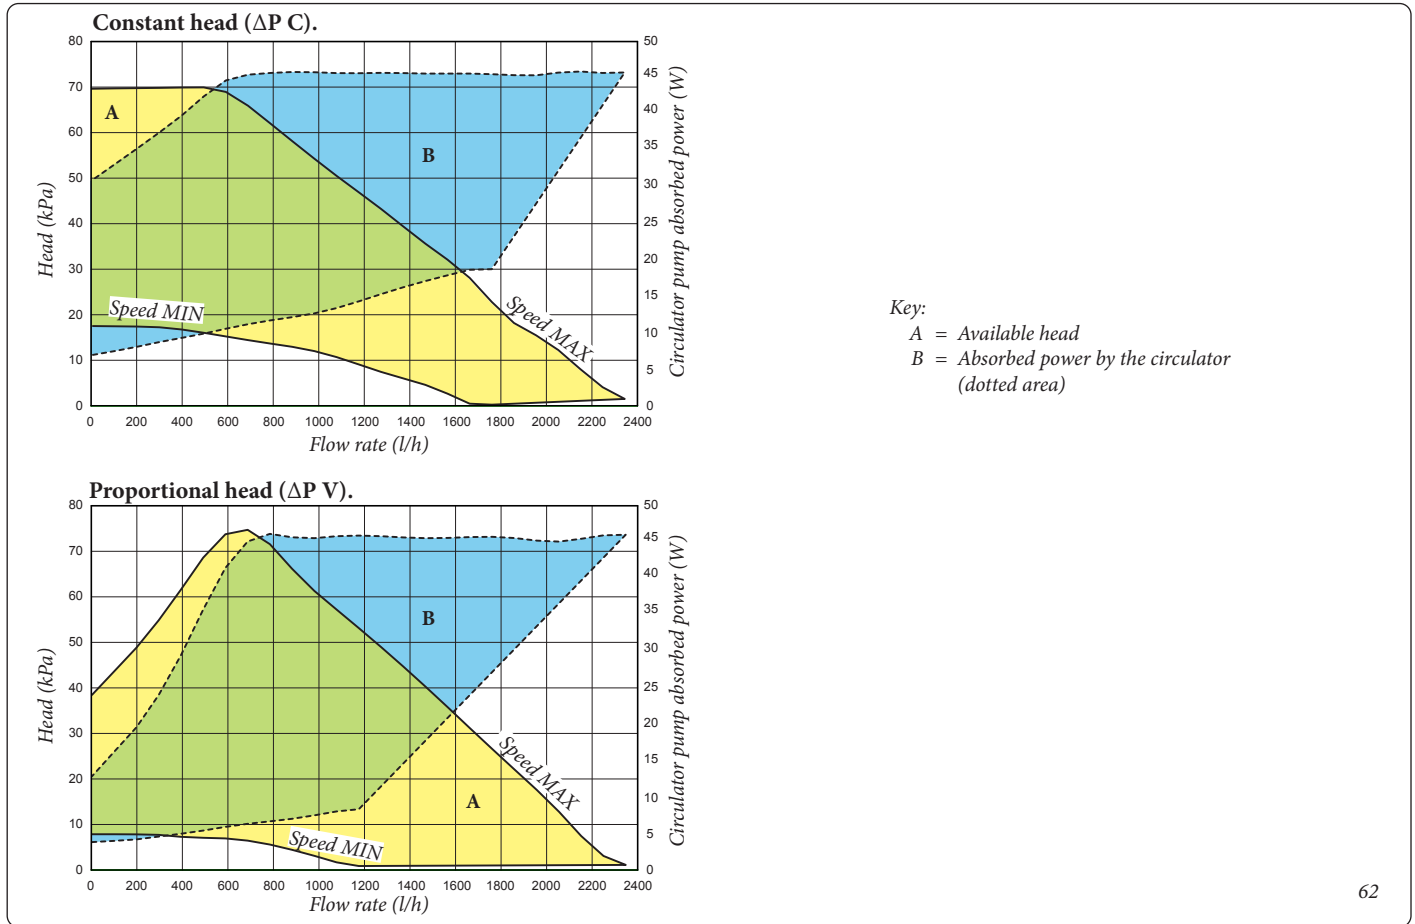 Constant head (ΔP C).
80
70
60
50
40
30
20
10
0
Head (kPa)
50
45
40
35
30
25
20
15
10
5
0
Circulator pump absorbed power (W)
A
B
Speed MIN
Speed MAX
0 200 400 600 800 1000 1200 1400 1600 1800 2000 2200 2400
Flow rate (l/h)
Key:
A = Available head
B = Absorbed power by the circulator
(dotted area)
Proportional head (ΔP V).
80
70
60
50
40
30
20
10
0
Head (kPa)
50
45
40
35
30
25
20
15
10
5
0
Circulator pump absorbed power (W)
B
A
Speed MAX
Speed MIN
0 200 400 600 800 1000 1200 1400 1600 1800 2000 2200 2400
Flow rate (l/h)
62